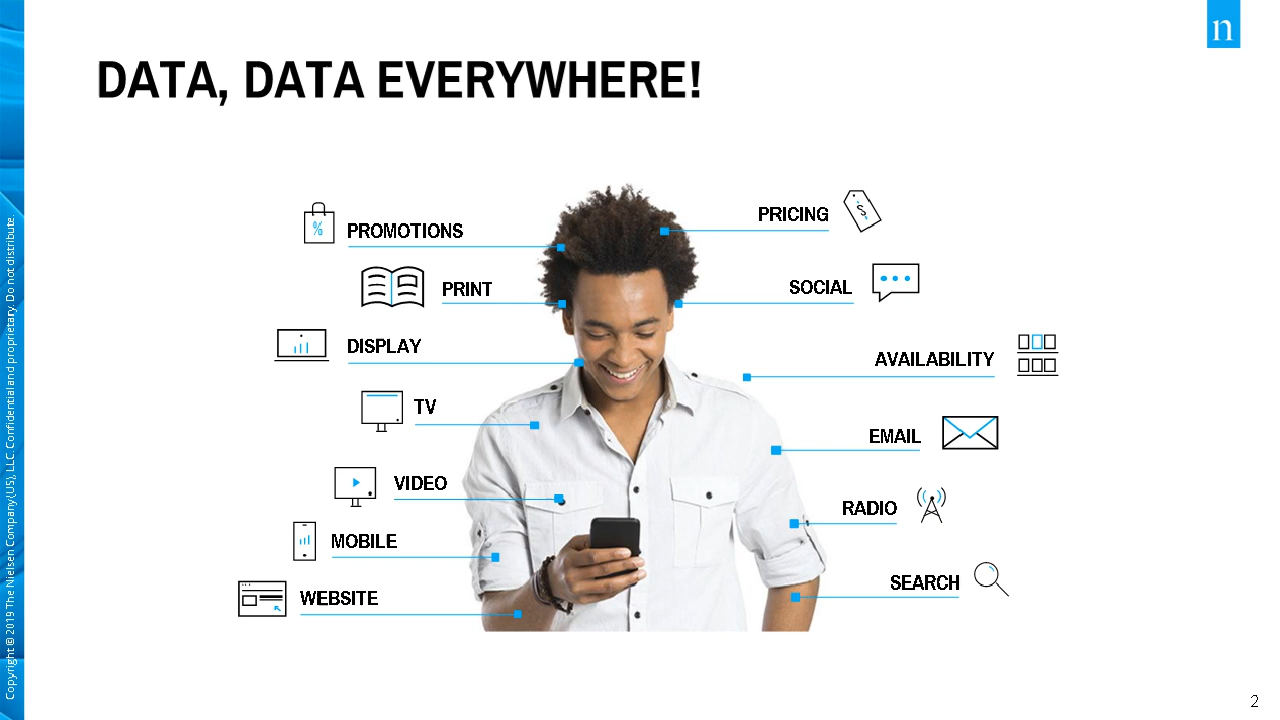 n
DATA, DATA EVERYWHERE!
PROMOTIONS
PRINT
DISPLAY
TV
VIDEO
MOBILE
WEBSITE
PRICING
SOCIAL
AVAILABILITY
EMAIL
RADIO
SEARCH
%
$
Copyright © 2019 The Nielsen Company (US), LLC. Confidential and proprietary. Do not distribute.
2